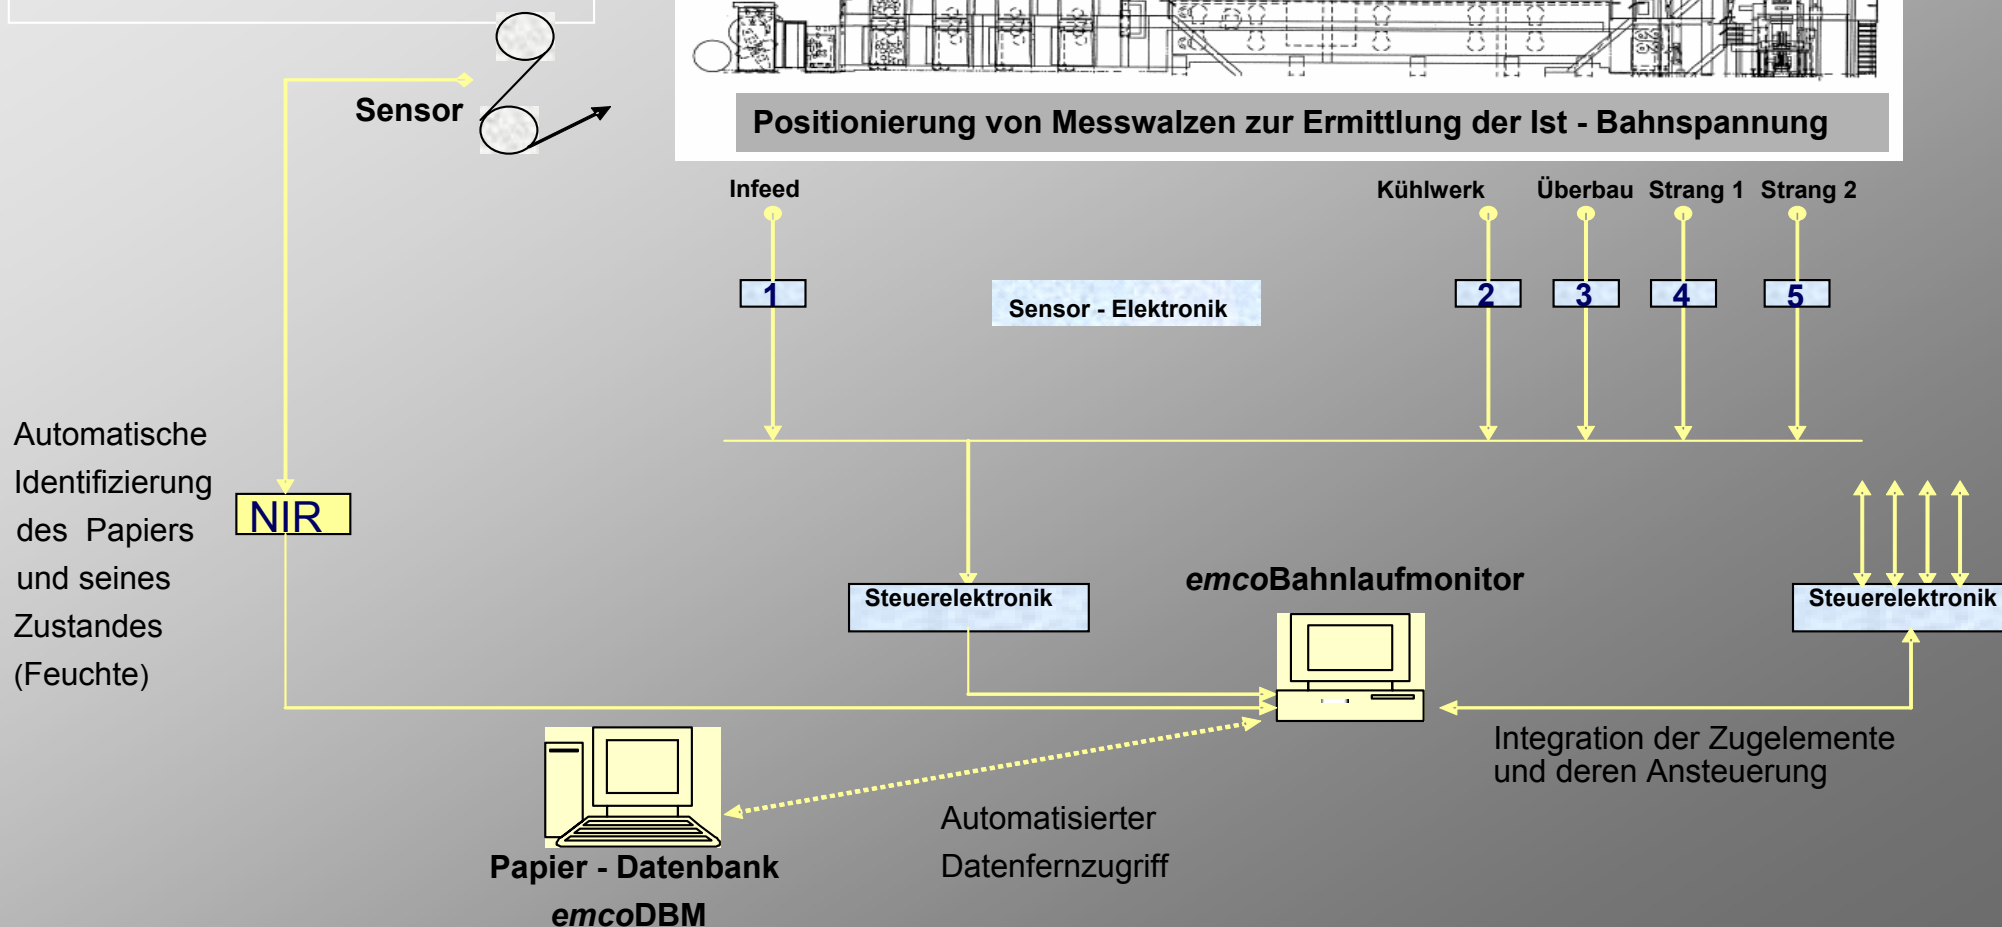 Sensor
Positionierung von Messwalzen zur Ermittlung der Ist - Bahnspannung
Infeed
Kühlwerk
Überbau
Strang 1
Strang 2
1
Sensor - Elektronik
2
3
4
5
Automatische
Identifizierung
des Papiers
und seines
Zustandes
(Feuchte)
NIR
Steuerelektronik
emcoBahnlaufmonitor
Steuerelektronik
Integration der Zugelemente
und deren Ansteuerung
Automatisierter
Datenfernzugriff
Papier - Datenbank
emcoDBM